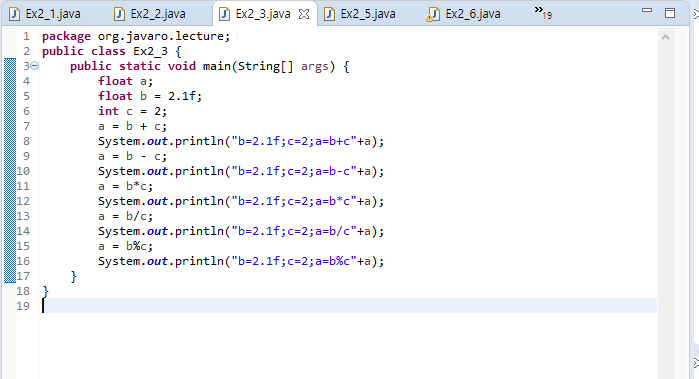 Ex2_1.java Ex2_2.java Ex2_3.java Ex2_5.java Ex2_6.java »19
1 package org.javaro.lecture;
2 public class Ex2_3 {
3 public static void main(String[] args) {
4 float a;
5 float b = 2.1f;
6 int c = 2;
7 a = b + c;
8 System.out.println("b=2.1f;c=2;a=b+c"+a);
9 a = b - c;
10 System.out.println("b=2.1f;c=2;a=b-c"+a);
11 a = b*c;
12 System.out.println("b=2.1f;c=2;a=b*c"+a);
13 a = b/c;
14 System.out.println("b=2.1f;c=2;a=b/c"+a);
15 a = b%c;
16 System.out.println("b=2.1f;c=2;a=b%c"+a);
17 }
18 }
19